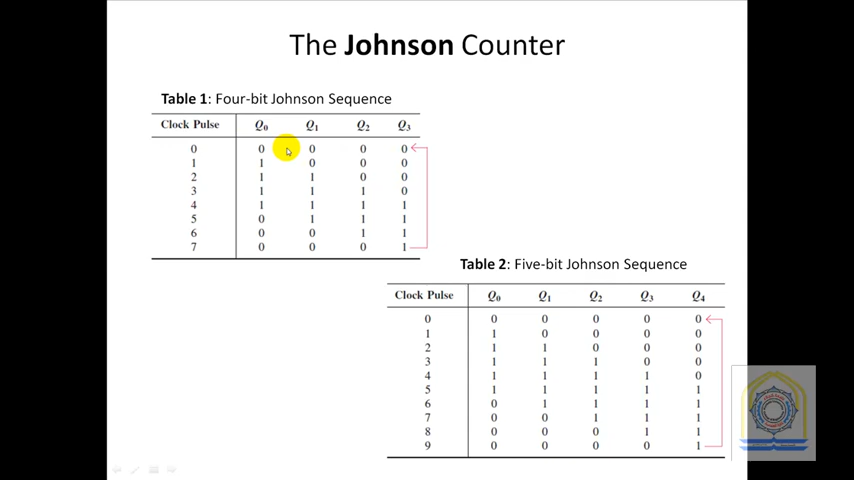 The Johnson Counter
Table 1: Four-bit Johnson Sequence
Clock Pulse Q0 Q1 Q2 Q3
0 0 0 0 0
1 1 0 0 0
2 1 1 0 0
3 1 1 1 0
4 1 1 1 1
5 0 1 1 1
6 0 0 1 1
7 0 0 0 1
Table 2: Five-bit Johnson Sequence
Clock Pulse Q0 Q1 Q2 Q3 Q4
0 0 0 0 0 0
1 1 0 0 0 0
2 1 1 0 0 0
3 1 1 1 0 0
4 1 1 1 1 0
5 1 1 1 1 1
6 0 1 1 1 1
7 0 0 1 1 1
8 0 0 0 1 1
9 0 0 0 0 1